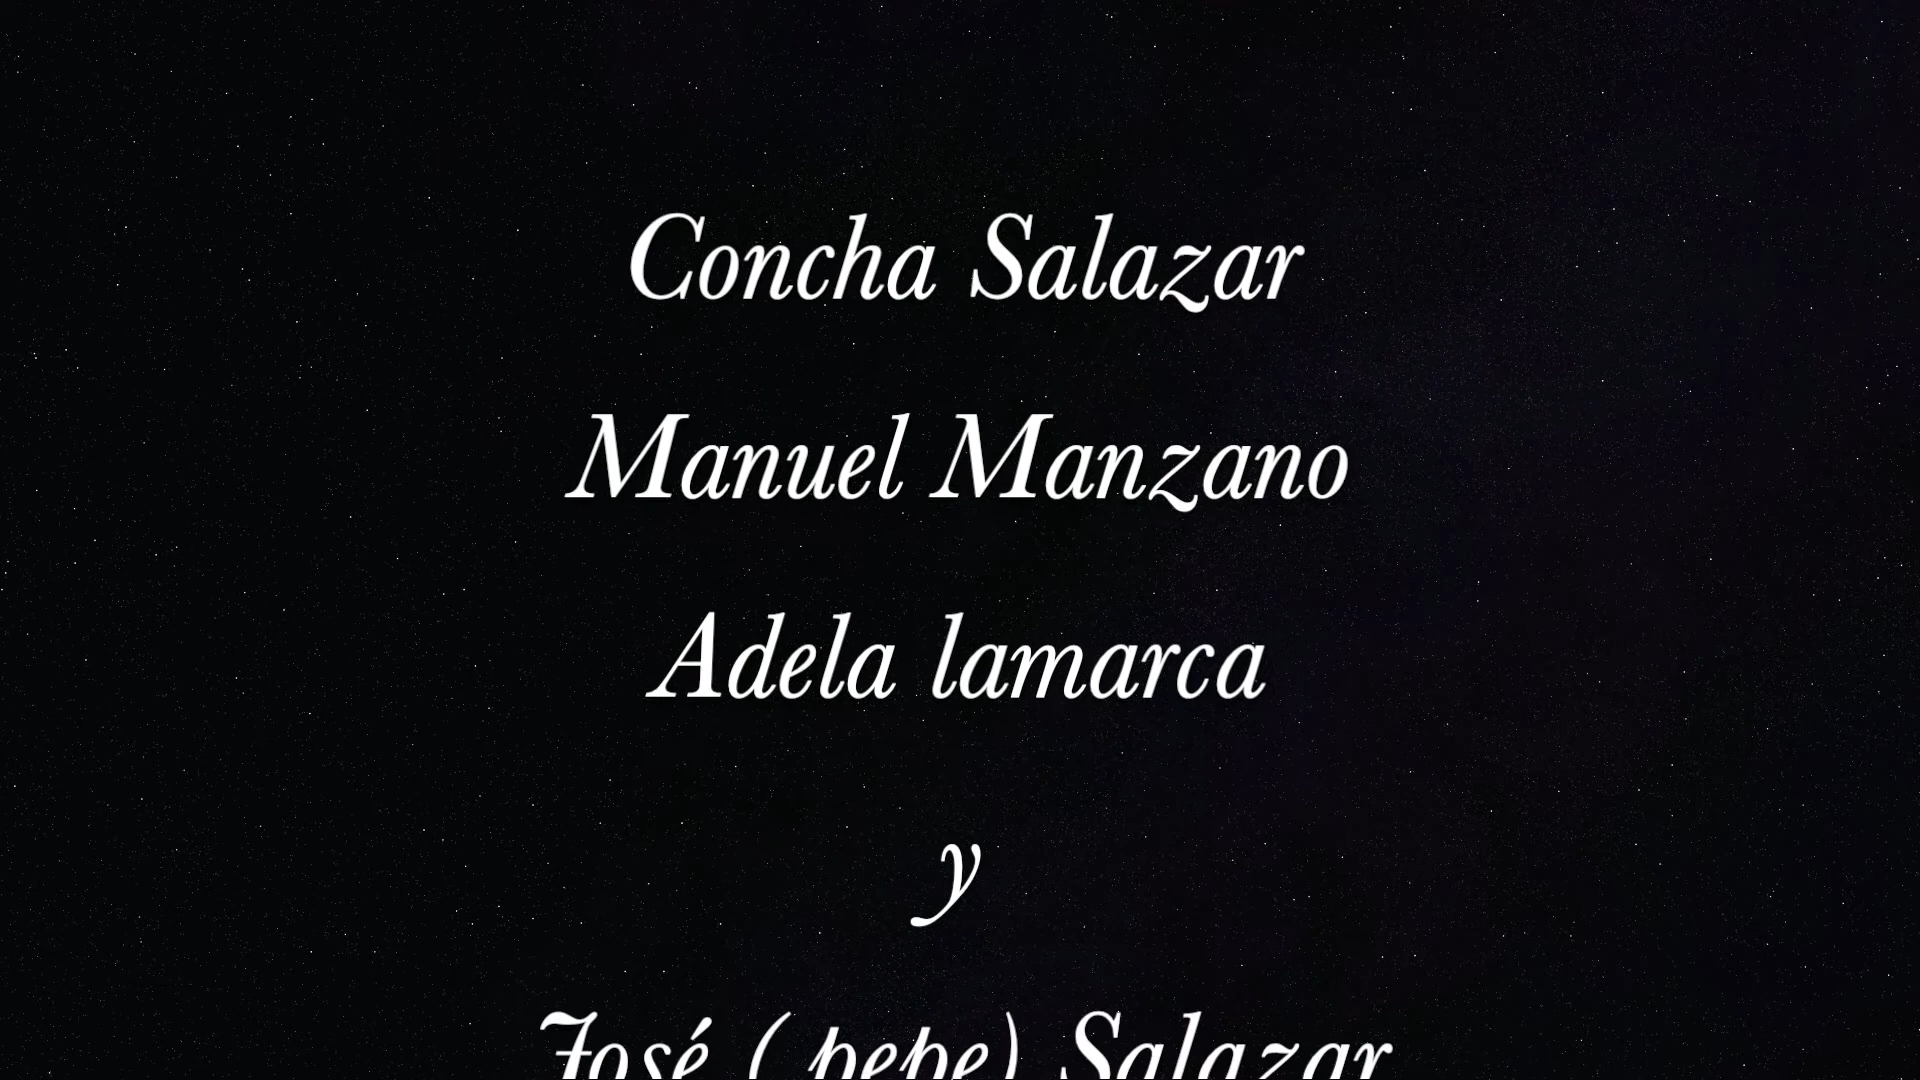 Concha Salazar
Manuel Manzano
Adela lamarca
y
José ( pepe) Salazar